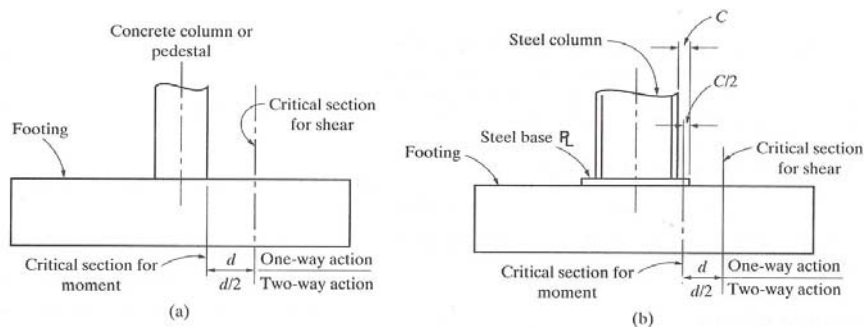 Concrete column or
pedestal
Critical section
for shear
Footing
Critical section for
moment
d
d/2
One-way action
Two-way action
(a)
C
Steel column
C/2
Steel base ⅊
Footing
Critical section
for shear
Critical section for
moment
d
d/2
One-way action
Two-way action
(b)